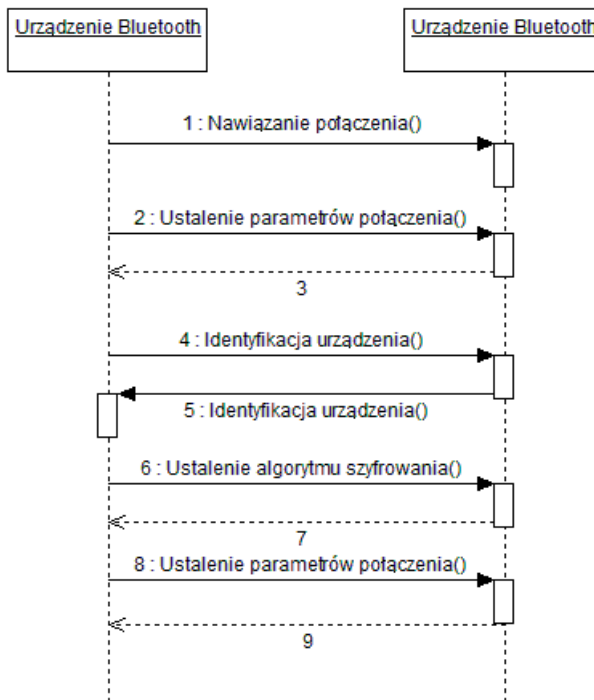 Urządzenie Bluetooth
Urządzenie Bluetooth
1 : Nawiązanie połączenia()
2 : Ustalenie parametrów połączenia()
3
4 : Identyfikacja urządzenia()
5 : Identyfikacja urządzenia()
6 : Ustalenie algorytmu szyfrowania()
7
8 : Ustalenie parametrów połączenia()
9